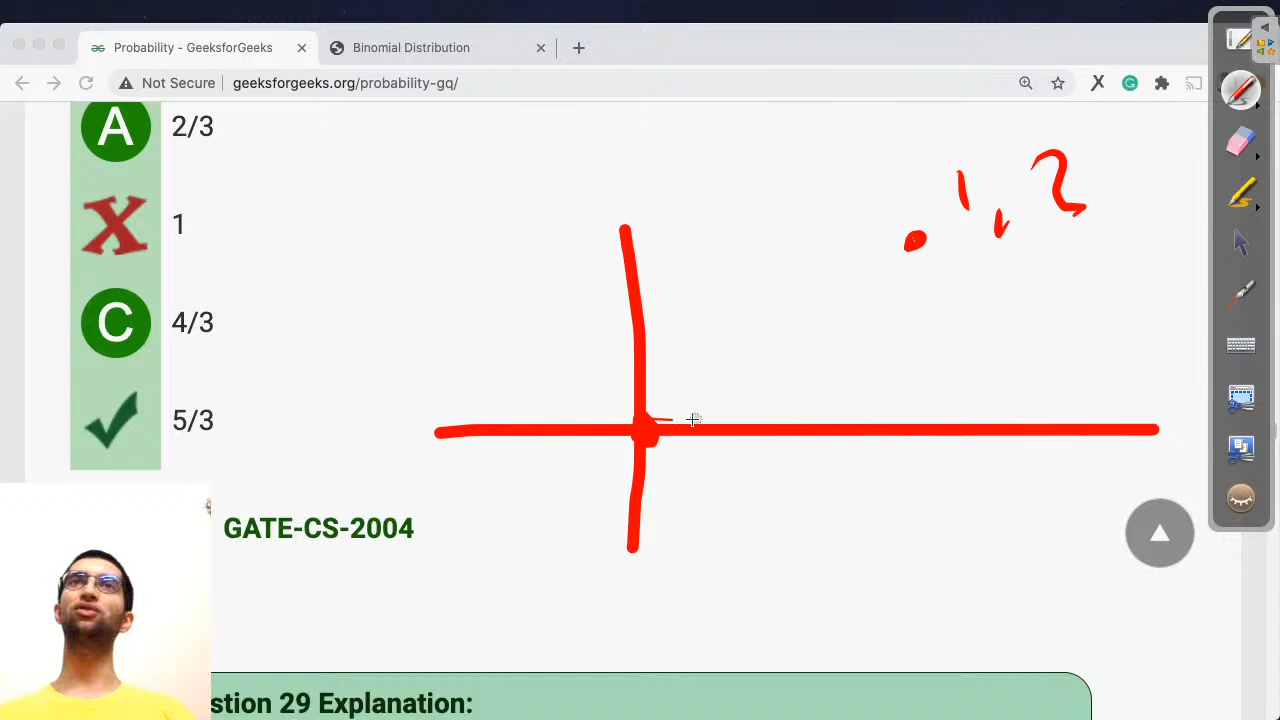 Probability - GeeksforGeeks
Binomial Distribution
Not Secure geeksforgeeks.org/probability-gq/
A 2/3
X 1
C 4/3
5/3
1, 2
GATE-CS-2004
stion 29 Explanation: